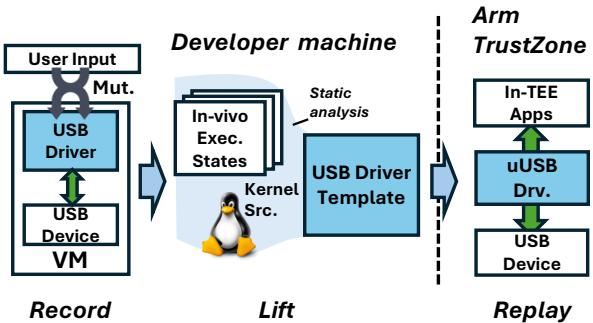 Developer machine
Arm
TrustZone
User Input
Mut.
USB
Driver
USB
Device
VM
In-vivo
Exec.
States
Static
analysis
Kernel
Src.
USB Driver
Template
In-TEE
Apps
uUSB
Drv.
USB
Device
Record
Lift
Replay